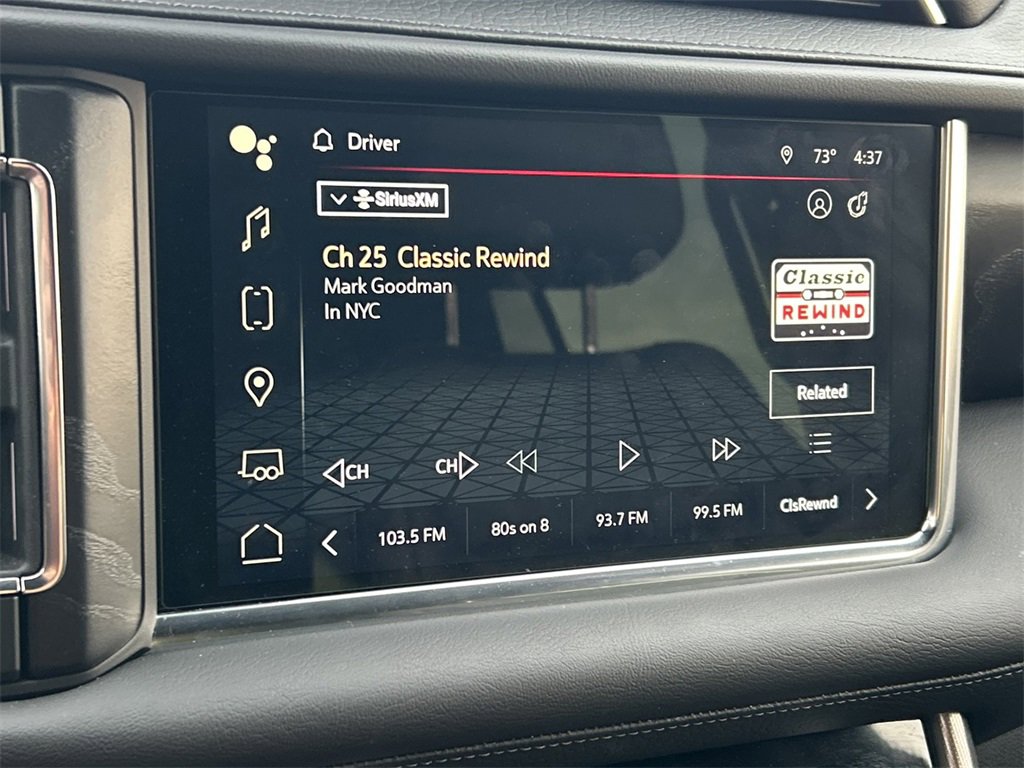 Driver
73° 4:37
SiriusXM
Ch 25 Classic Rewind
Mark Goodman
In NYC
Classic
REWIND
Related
CH
CH
103.5 FM
80s on 8
93.7 FM
99.5 FM
ClsRewnd